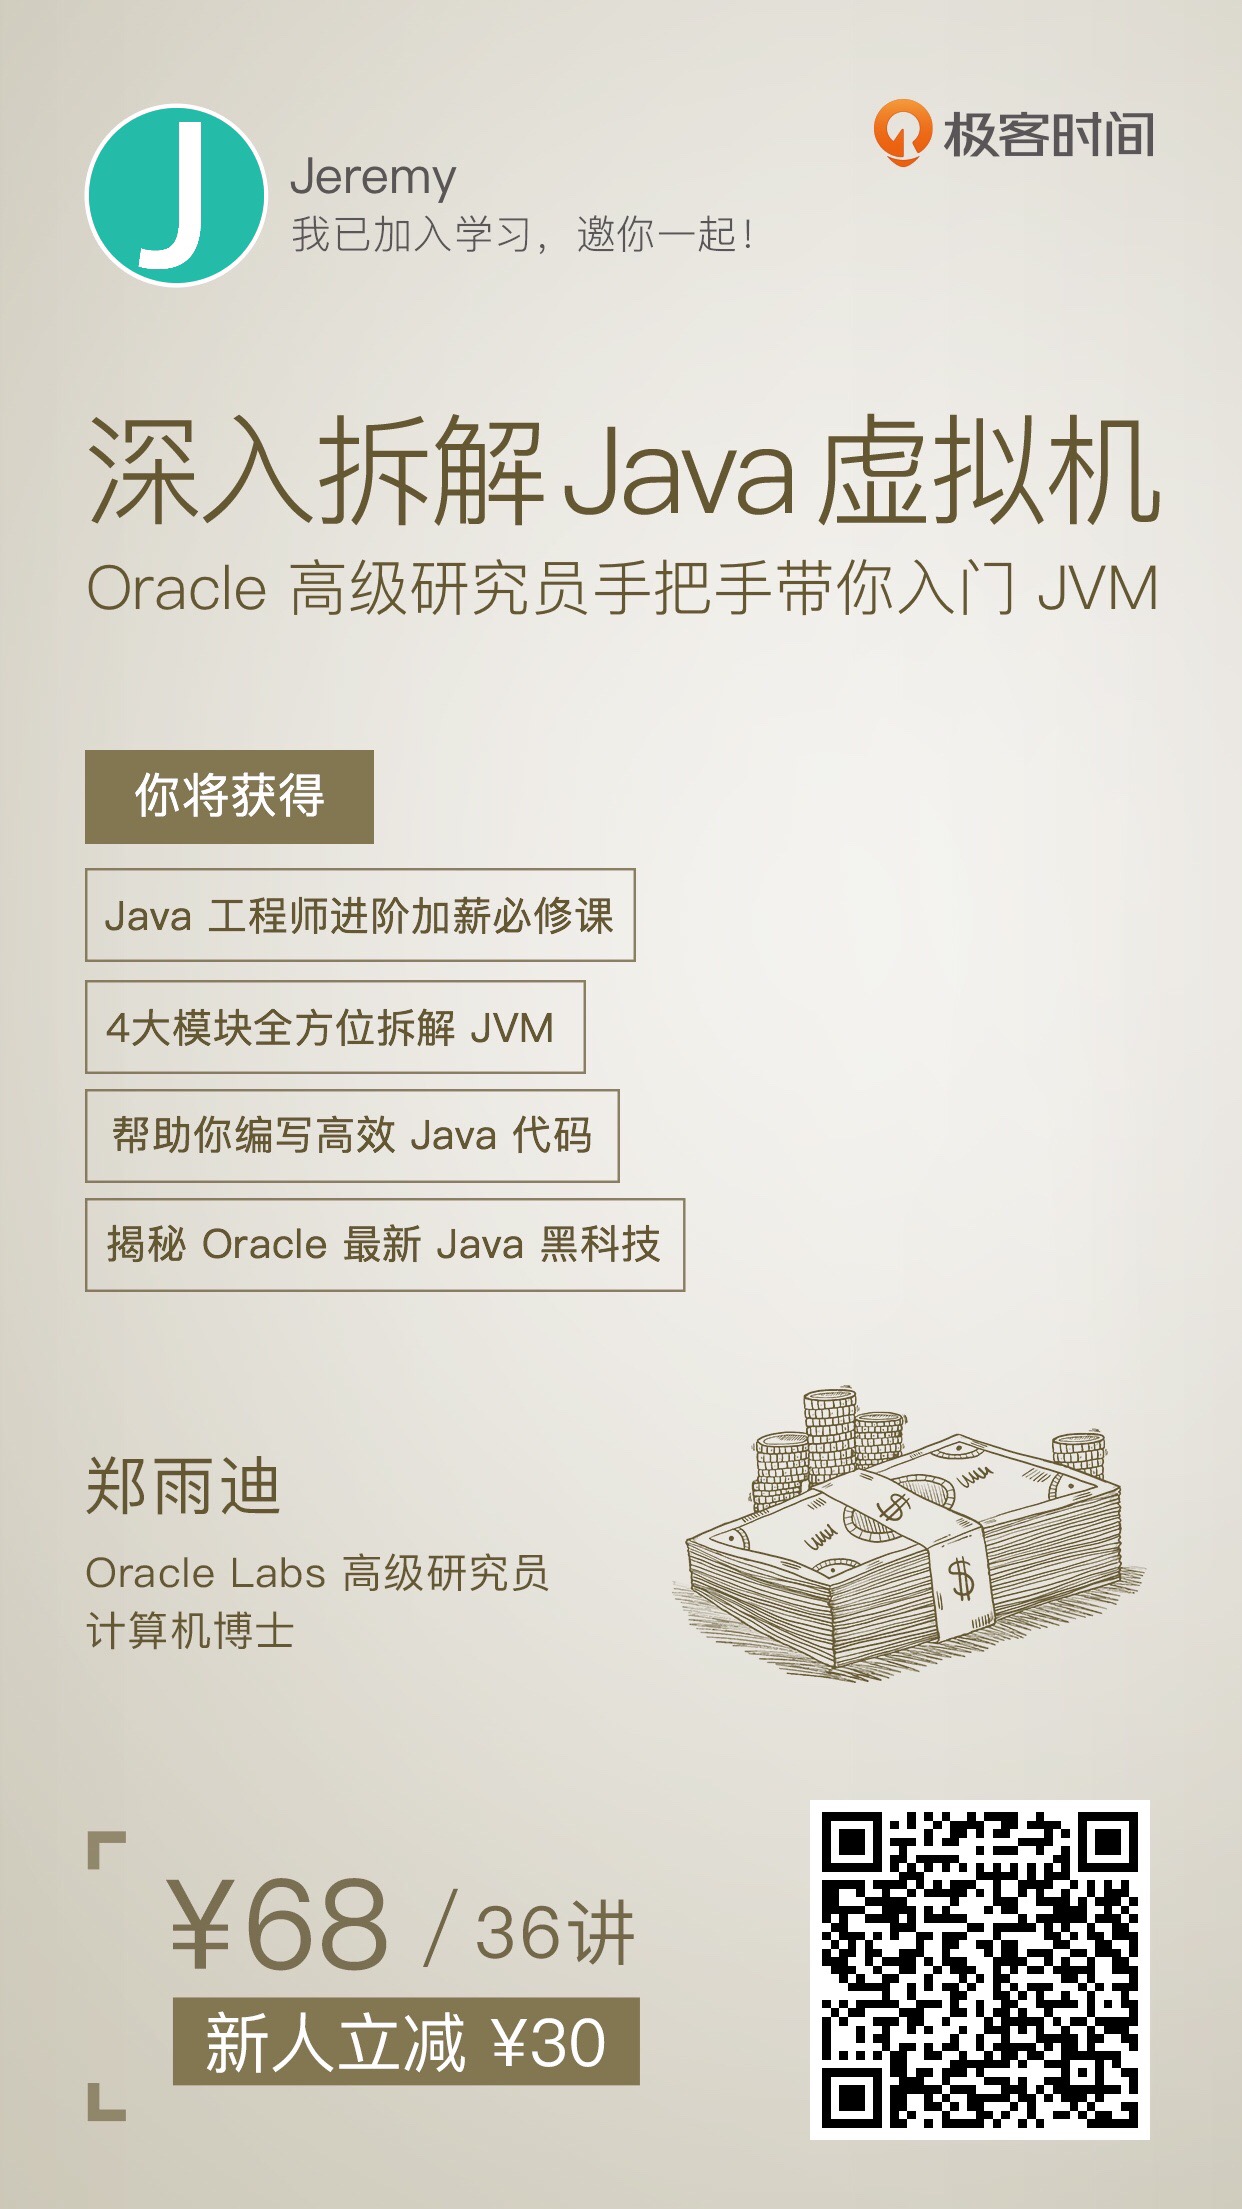 J
Jeremy
我已加入学习，邀你一起！
极客时间
深入拆解 Java 虚拟机
Oracle 高级研究员手把手带你入门 JVM
你将获得
Java 工程师进阶加薪必修课
4大模块全方位拆解 JVM
帮助你编写高效 Java 代码
揭秘 Oracle 最新 Java 黑科技
郑雨迪
Oracle Labs 高级研究员
计算机博士
$
$
¥68 / 36讲
新人立减 ¥30